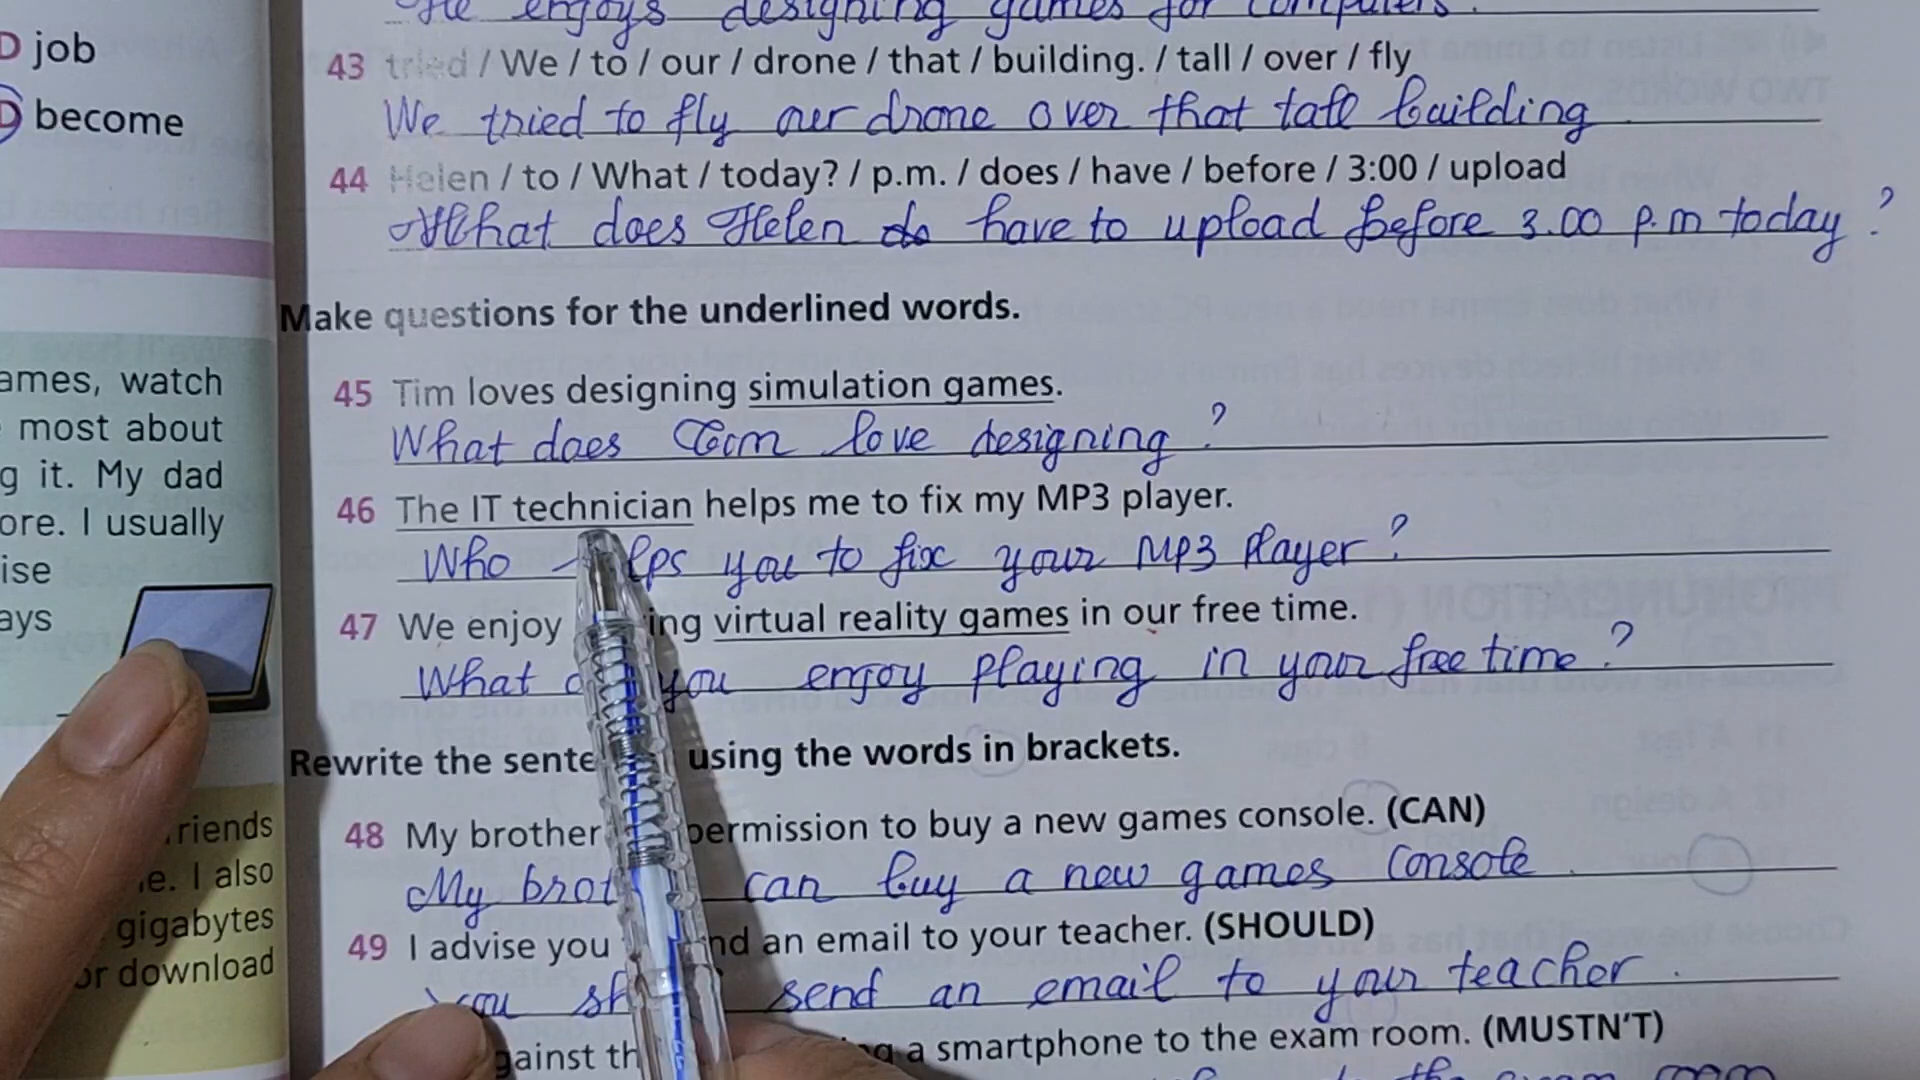 He enjoys designing games for computers.
D job
D become
43 tried / We / to / our / drone / that / building. / tall / over / fly
We tried to fly our drone over that tall building
44 Helen / to / What / today? / p.m. / does / have / before / 3:00 / upload
What does Helen do have to upload before 3.00 p.m today?
Make questions for the underlined words.
45 Tim loves designing simulation games.
What does Tim love designing?
46 The IT technician helps me to fix my MP3 player.
Who you to fix your MP3 Player?
47 We enjoy virtual reality games in our free time.
What you enjoy playing in your free time?
Rewrite the using the words in brackets.
48 My brother permission to buy a new games console. (CAN)
My can buy a new games console.
49 I advise you an email to your teacher. (SHOULD)
send an email to your teacher.
a smartphone to the exam room. (MUSTN'T)
ames, watch
most about
g it. My dad
ore. I usually
ise
ays
riends
e. I also
gigabytes
or download